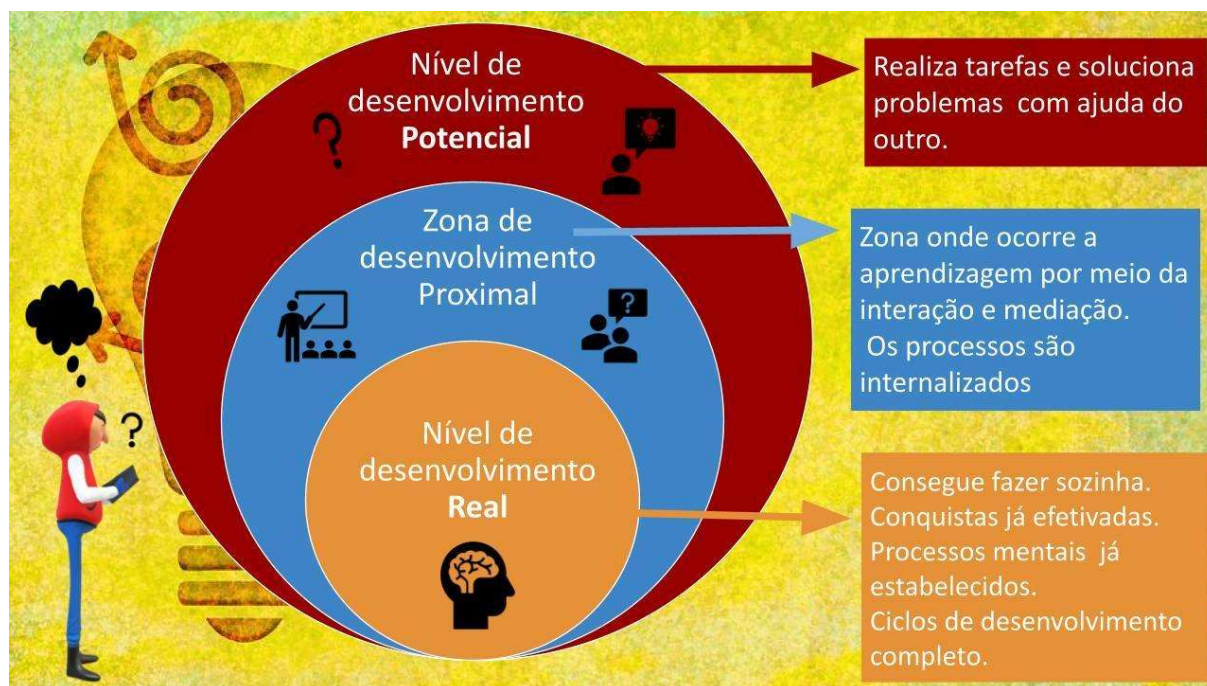 Nível de
desenvolvimento
Potencial
Realiza tarefas e soluciona
problemas com ajuda do
outro.
Zona de
desenvolvimento
Proximal
Zona onde ocorre a
aprendizagem por meio da
interação e mediação.
Os processos são
internalizados
Nível de
desenvolvimento
Real
Consegue fazer sozinha.
Conquistas já efetivadas.
Processos mentais já
estabelecidos.
Ciclos de desenvolvimento
completo.